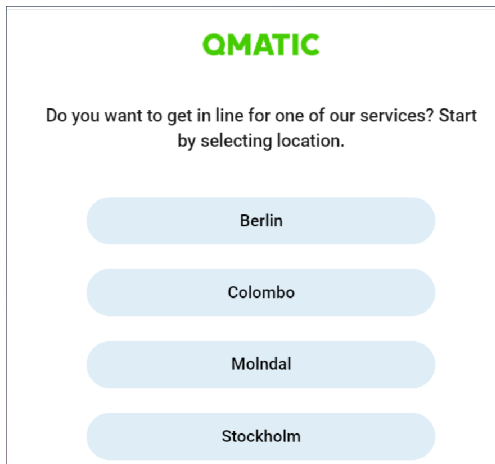 QMATIC
Do you want to get in line for one of our services? Start
by selecting location.
Berlin
Colombo
Molndal
Stockholm